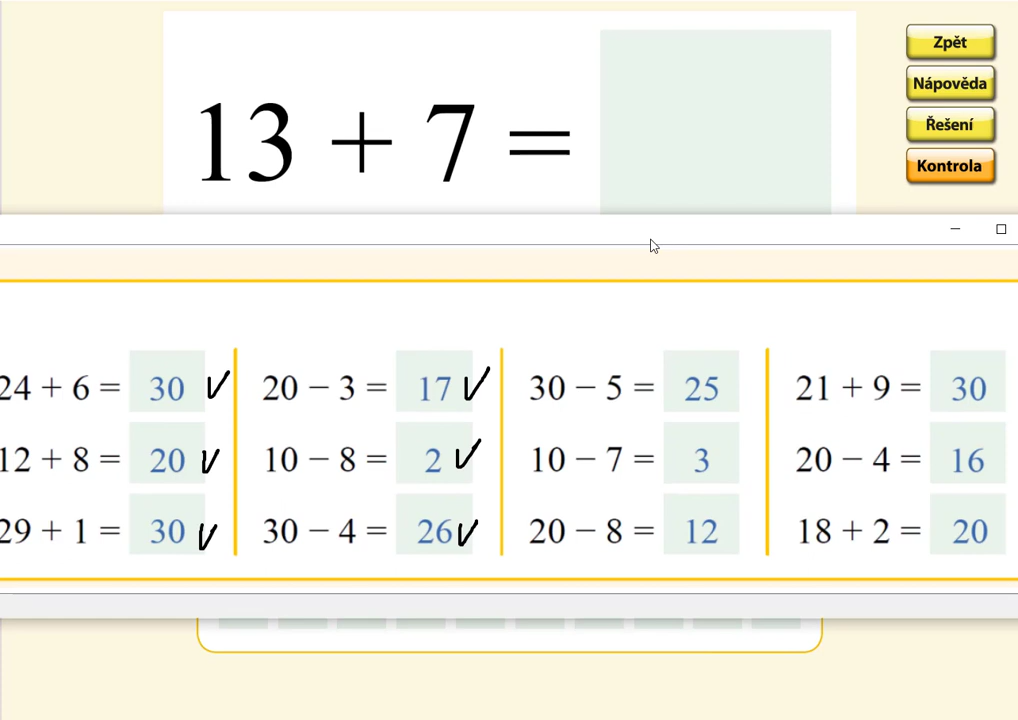 13 + 7 =
Zpět
Nápověda
Řešení
Kontrola
24 + 6 = 30 20 − 3 = 17 30 − 5 = 25 21 + 9 = 30
12 + 8 = 20 10 − 8 = 2 10 − 7 = 3 20 − 4 = 16
29 + 1 = 30 30 − 4 = 26 20 − 8 = 12 18 + 2 = 20